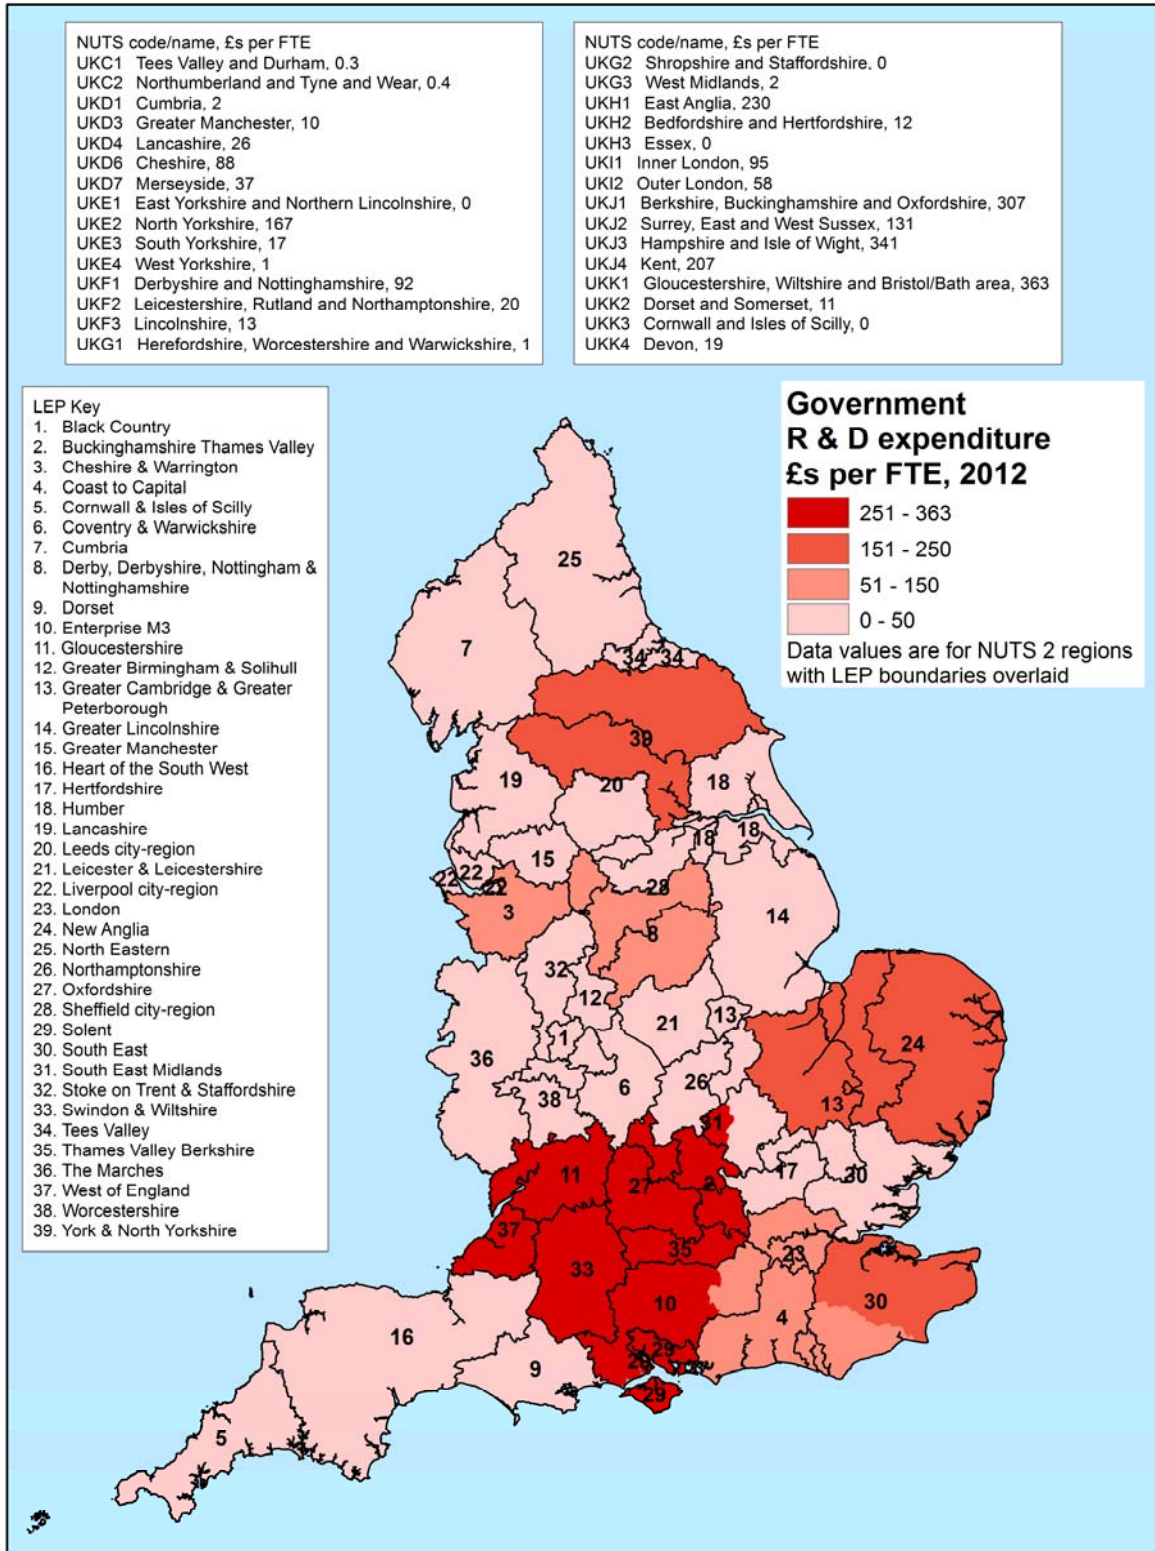 NUTS code/name, £s per FTE
UKC1 Tees Valley and Durham, 0.3
UKC2 Northumberland and Tyne and Wear, 0.4
UKD1 Cumbria, 2
UKD3 Greater Manchester, 10
UKD4 Lancashire, 26
UKD6 Cheshire, 88
UKD7 Merseyside, 37
UKE1 East Yorkshire and Northern Lincolnshire, 0
UKE2 North Yorkshire, 167
UKE3 South Yorkshire, 17
UKE4 West Yorkshire, 1
UKF1 Derbyshire and Nottinghamshire, 92
UKF2 Leicestershire, Rutland and Northamptonshire, 20
UKF3 Lincolnshire, 13
UKG1 Herefordshire, Worcestershire and Warwickshire, 1
NUTS code/name, £s per FTE
UKG2 Shropshire and Staffordshire, 0
UKG3 West Midlands, 2
UKH1 East Anglia, 230
UKH2 Bedfordshire and Hertfordshire, 12
UKH3 Essex, 0
UKI1 Inner London, 95
UKI2 Outer London, 58
UKJ1 Berkshire, Buckinghamshire and Oxfordshire, 307
UKJ2 Surrey, East and West Sussex, 131
UKJ3 Hampshire and Isle of Wight, 341
UKJ4 Kent, 207
UKK1 Gloucestershire, Wiltshire and Bristol/Bath area, 363
UKK2 Dorset and Somerset, 11
UKK3 Cornwall and Isles of Scilly, 0
UKK4 Devon, 19
LEP Key
1. Black Country
2. Buckinghamshire Thames Valley
3. Cheshire & Warrington
4. Coast to Capital
5. Cornwall & Isles of Scilly
6. Coventry & Warwickshire
7. Cumbria
8. Derby, Derbyshire, Nottingham &
Nottinghamshire
9. Dorset
10. Enterprise M3
11. Gloucestershire
12. Greater Birmingham & Solihull
13. Greater Cambridge & Greater
Peterborough
14. Greater Lincolnshire
15. Greater Manchester
16. Heart of the South West
17. Hertfordshire
18. Humber
19. Lancashire
20. Leeds city-region
21. Leicester & Leicestershire
22. Liverpool city-region
23. London
24. New Anglia
25. North Eastern
26. Northamptonshire
27. Oxfordshire
28. Sheffield city-region
29. Solent
30. South East
31. South East Midlands
32. Stoke on Trent & Staffordshire
33. Swindon & Wiltshire
34. Tees Valley
35. Thames Valley Berkshire
36. The Marches
37. West of England
38. Worcestershire
39. York & North Yorkshire
Government
R & D expenditure
£s per FTE, 2012
251 - 363
151 - 250
51 - 150
0 - 50
Data values are for NUTS 2 regions
with LEP boundaries overlaid
25
7
34 34
39
19
20
18
18 18
15
22 22 22
28
3
14
8
32
12
13
21
1
24
36
26
6
38
13
31
11
17
30
27
2
37
35
23
33
10
30
4
16
29
29
9
29
5